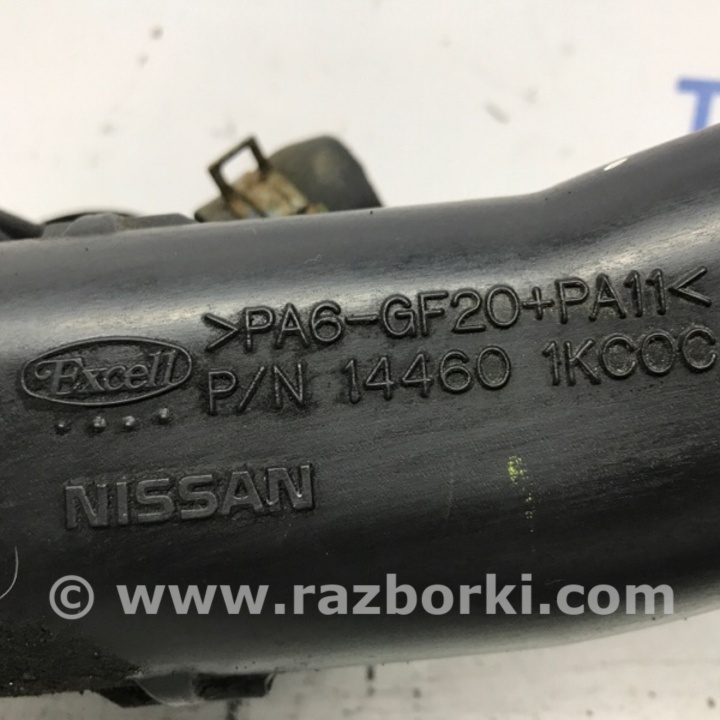 T
>PA6-GF20+PA11<
Excell
P/N 14460 1KC0C
NISSAN
© www.razborki.com